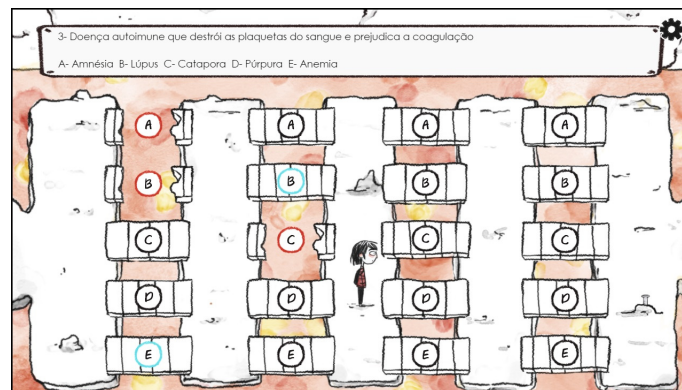 3- Doença autoimune que destrói as plaquetas do sangue e prejudica a coagulação
A- Amnésia B- Lúpus C- Catapora D- Púrpura E- Anemia
A A A A
B B B B
C C C C
D D D D
E E E E